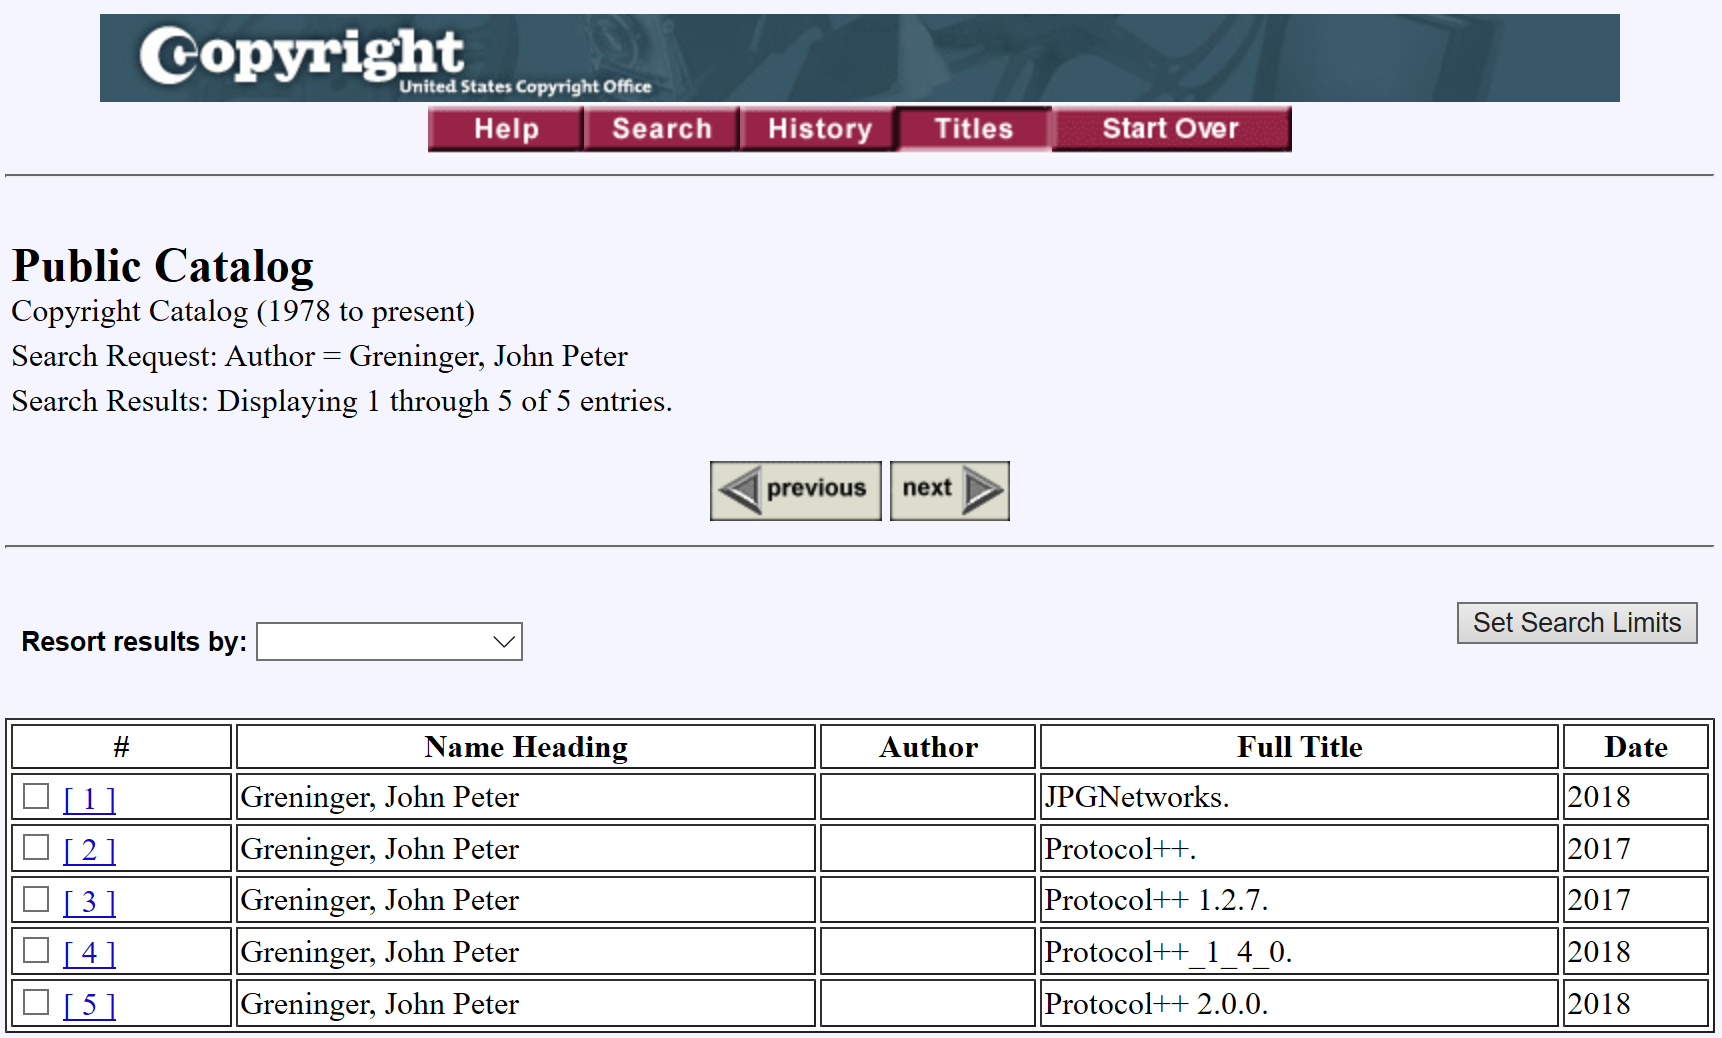 Copyright
United States Copyright Office
Help Search History Titles Start Over
Public Catalog
Copyright Catalog (1978 to present)
Search Request: Author = Greninger, John Peter
Search Results: Displaying 1 through 5 of 5 entries.
previous next
Set Search Limits
Resort results by:
# Name Heading Author Full Title Date
[ 1 ] Greninger, John Peter JPGNetworks. 2018
[ 2 ] Greninger, John Peter Protocol++. 2017
[ 3 ] Greninger, John Peter Protocol++ 1.2.7. 2017
[ 4 ] Greninger, John Peter Protocol++_1_4_0. 2018
[ 5 ] Greninger, John Peter Protocol++ 2.0.0. 2018